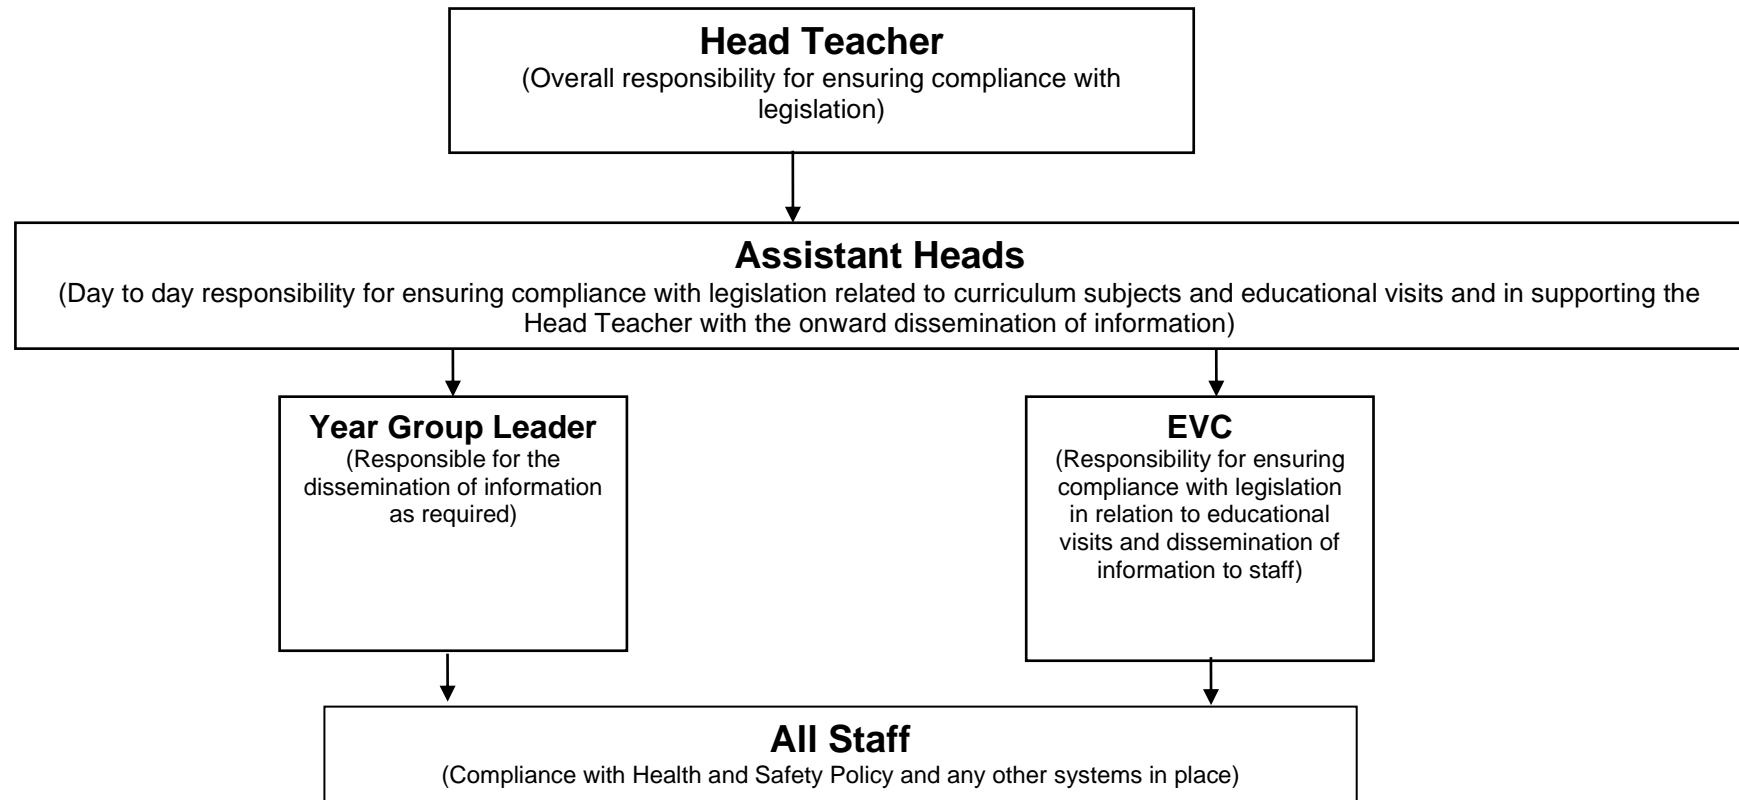 Head Teacher
(Overall responsibility for ensuring compliance with
legislation)
Assistant Heads
(Day to day responsibility for ensuring compliance with legislation related to curriculum subjects and educational visits and in supporting the
Head Teacher with the onward dissemination of information)
Year Group Leader
(Responsible for the
dissemination of information
as required)
EVC
(Responsibility for ensuring
compliance with legislation
in relation to educational
visits and dissemination of
information to staff)
All Staff
(Compliance with Health and Safety Policy and any other systems in place)